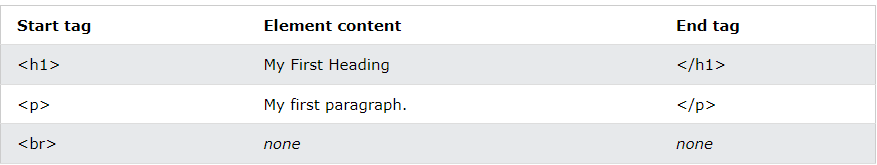 Start tag Element content End tag
<h1> My First Heading </h1>
<p> My first paragraph. </p>
<br> none none